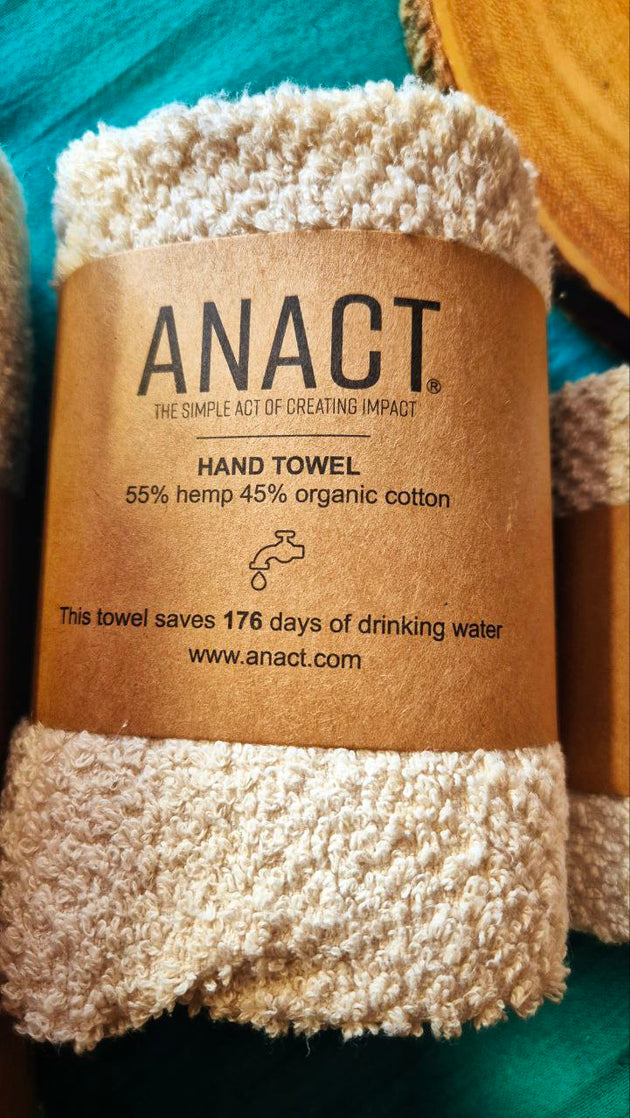 ANACT®
THE SIMPLE ACT OF CREATING IMPACT
HAND TOWEL
55% hemp 45% organic cotton
This towel saves 176 days of drinking water
www.anact.com